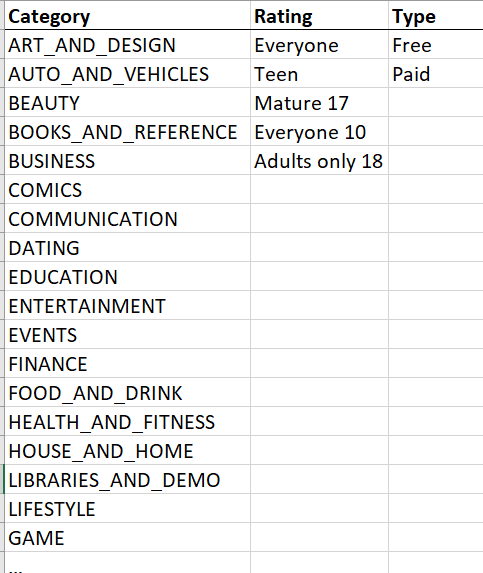 Category Rating Type
ART_AND_DESIGN Everyone Free
AUTO_AND_VEHICLES Teen Paid
BEAUTY Mature 17
BOOKS_AND_REFERENCE Everyone 10
BUSINESS Adults only 18
COMICS
COMMUNICATION
DATING
EDUCATION
ENTERTAINMENT
EVENTS
FINANCE
FOOD_AND_DRINK
HEALTH_AND_FITNESS
HOUSE_AND_HOME
LIBRARIES_AND_DEMO
LIFESTYLE
GAME
...